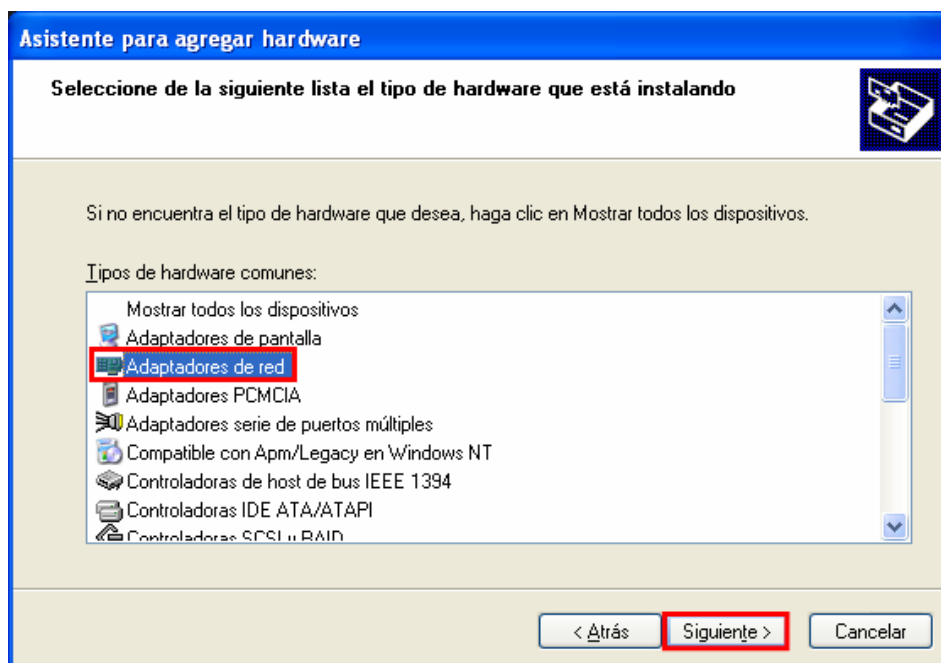 Asistente para agregar hardware
Seleccione de la siguiente lista el tipo de hardware que está instalando
Si no encuentra el tipo de hardware que desea, haga clic en Mostrar todos los dispositivos.
Tipos de hardware comunes:
Mostrar todos los dispositivos
Adaptadores de pantalla
Adaptadores de red
Adaptadores PCMCIA
Adaptadores serie de puertos múltiples
Compatible con Apm/Legacy en Windows NT
Controladoras de host de bus IEEE 1394
Controladoras IDE ATA/ATAPI
Controladoras SCSI y RAID
< Atrás Siguiente > Cancelar